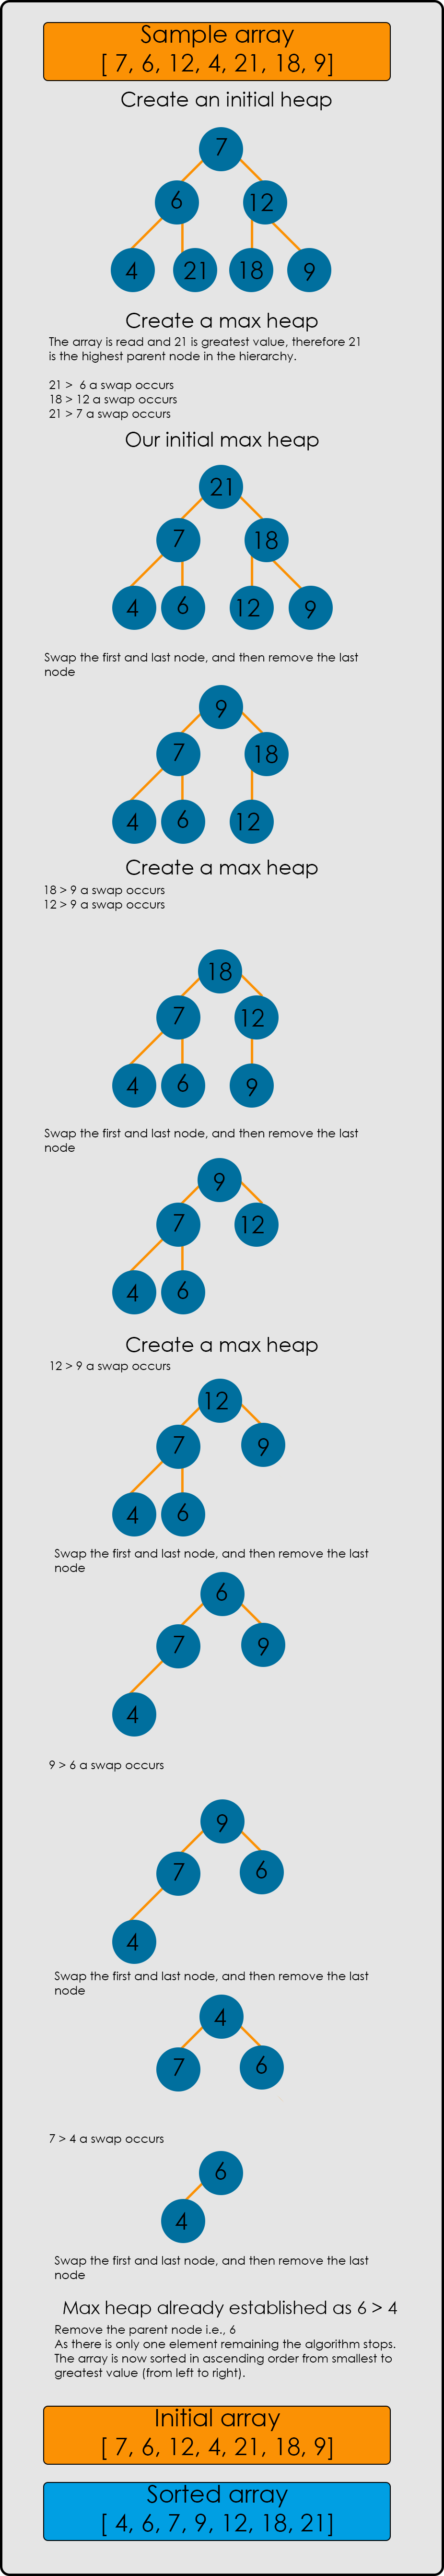 Sample array
[ 7, 6, 12, 4, 21, 18, 9]
Create an initial heap
7
6 12
4 21 18 9
Create a max heap
The array is read and 21 is greatest value, therefore 21
is the highest parent node in the hierarchy.
21 > 6 a swap occurs
18 > 12 a swap occurs
21 > 7 a swap occurs
Our initial max heap
21
7 18
4 6 12 9
Swap the first and last node, and then remove the last
node
9
7 18
4 6 12
Create a max heap
18 > 9 a swap occurs
12 > 9 a swap occurs
18
7 12
4 6 9
Swap the first and last node, and then remove the last
node
9
7 12
4 6
Create a max heap
12 > 9 a swap occurs
12
7 9
4 6
Swap the first and last node, and then remove the last
node
6
7 9
4
9 > 6 a swap occurs
9
7 6
4
Swap the first and last node, and then remove the last
node
4
7 6
7 > 4 a swap occurs
6
4
Swap the first and last node, and then remove the last
node
Max heap already established as 6 > 4
Remove the parent node i.e., 6
As there is only one element remaining the algorithm stops.
The array is now sorted in ascending order from smallest to
greatest value (from left to right).
Initial array
[ 7, 6, 12, 4, 21, 18, 9]
Sorted array
[ 4, 6, 7, 9, 12, 18, 21]